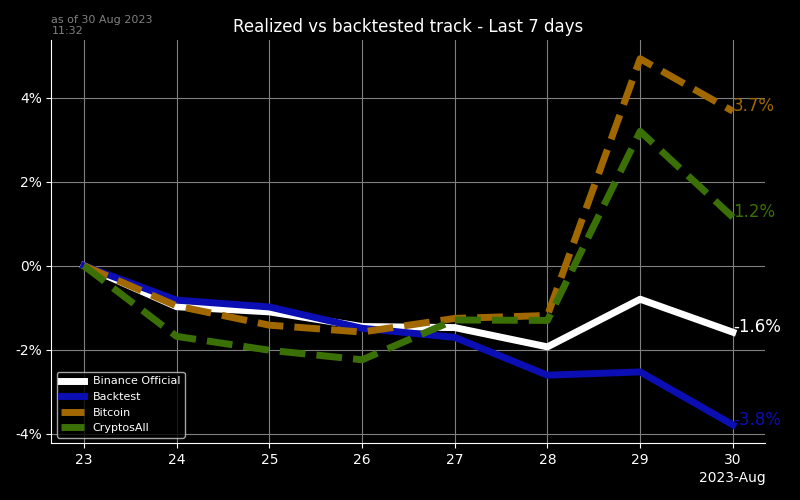 as of 30 Aug 2023
11:32
Realized vs backtested track - Last 7 days
4%
2%
0%
-2%
-4%
3.7%
1.2%
-1.6%
-3.8%
Binance Official
Backtest
Bitcoin
CryptosAll
23 24 25 26 27 28 29 30
2023-Aug